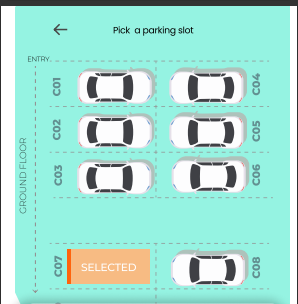 Pick a parking slot
ENTRY
C01
C04
C02
C05
C03
C06
GROUND FLOOR
C07
SELECTED
C08